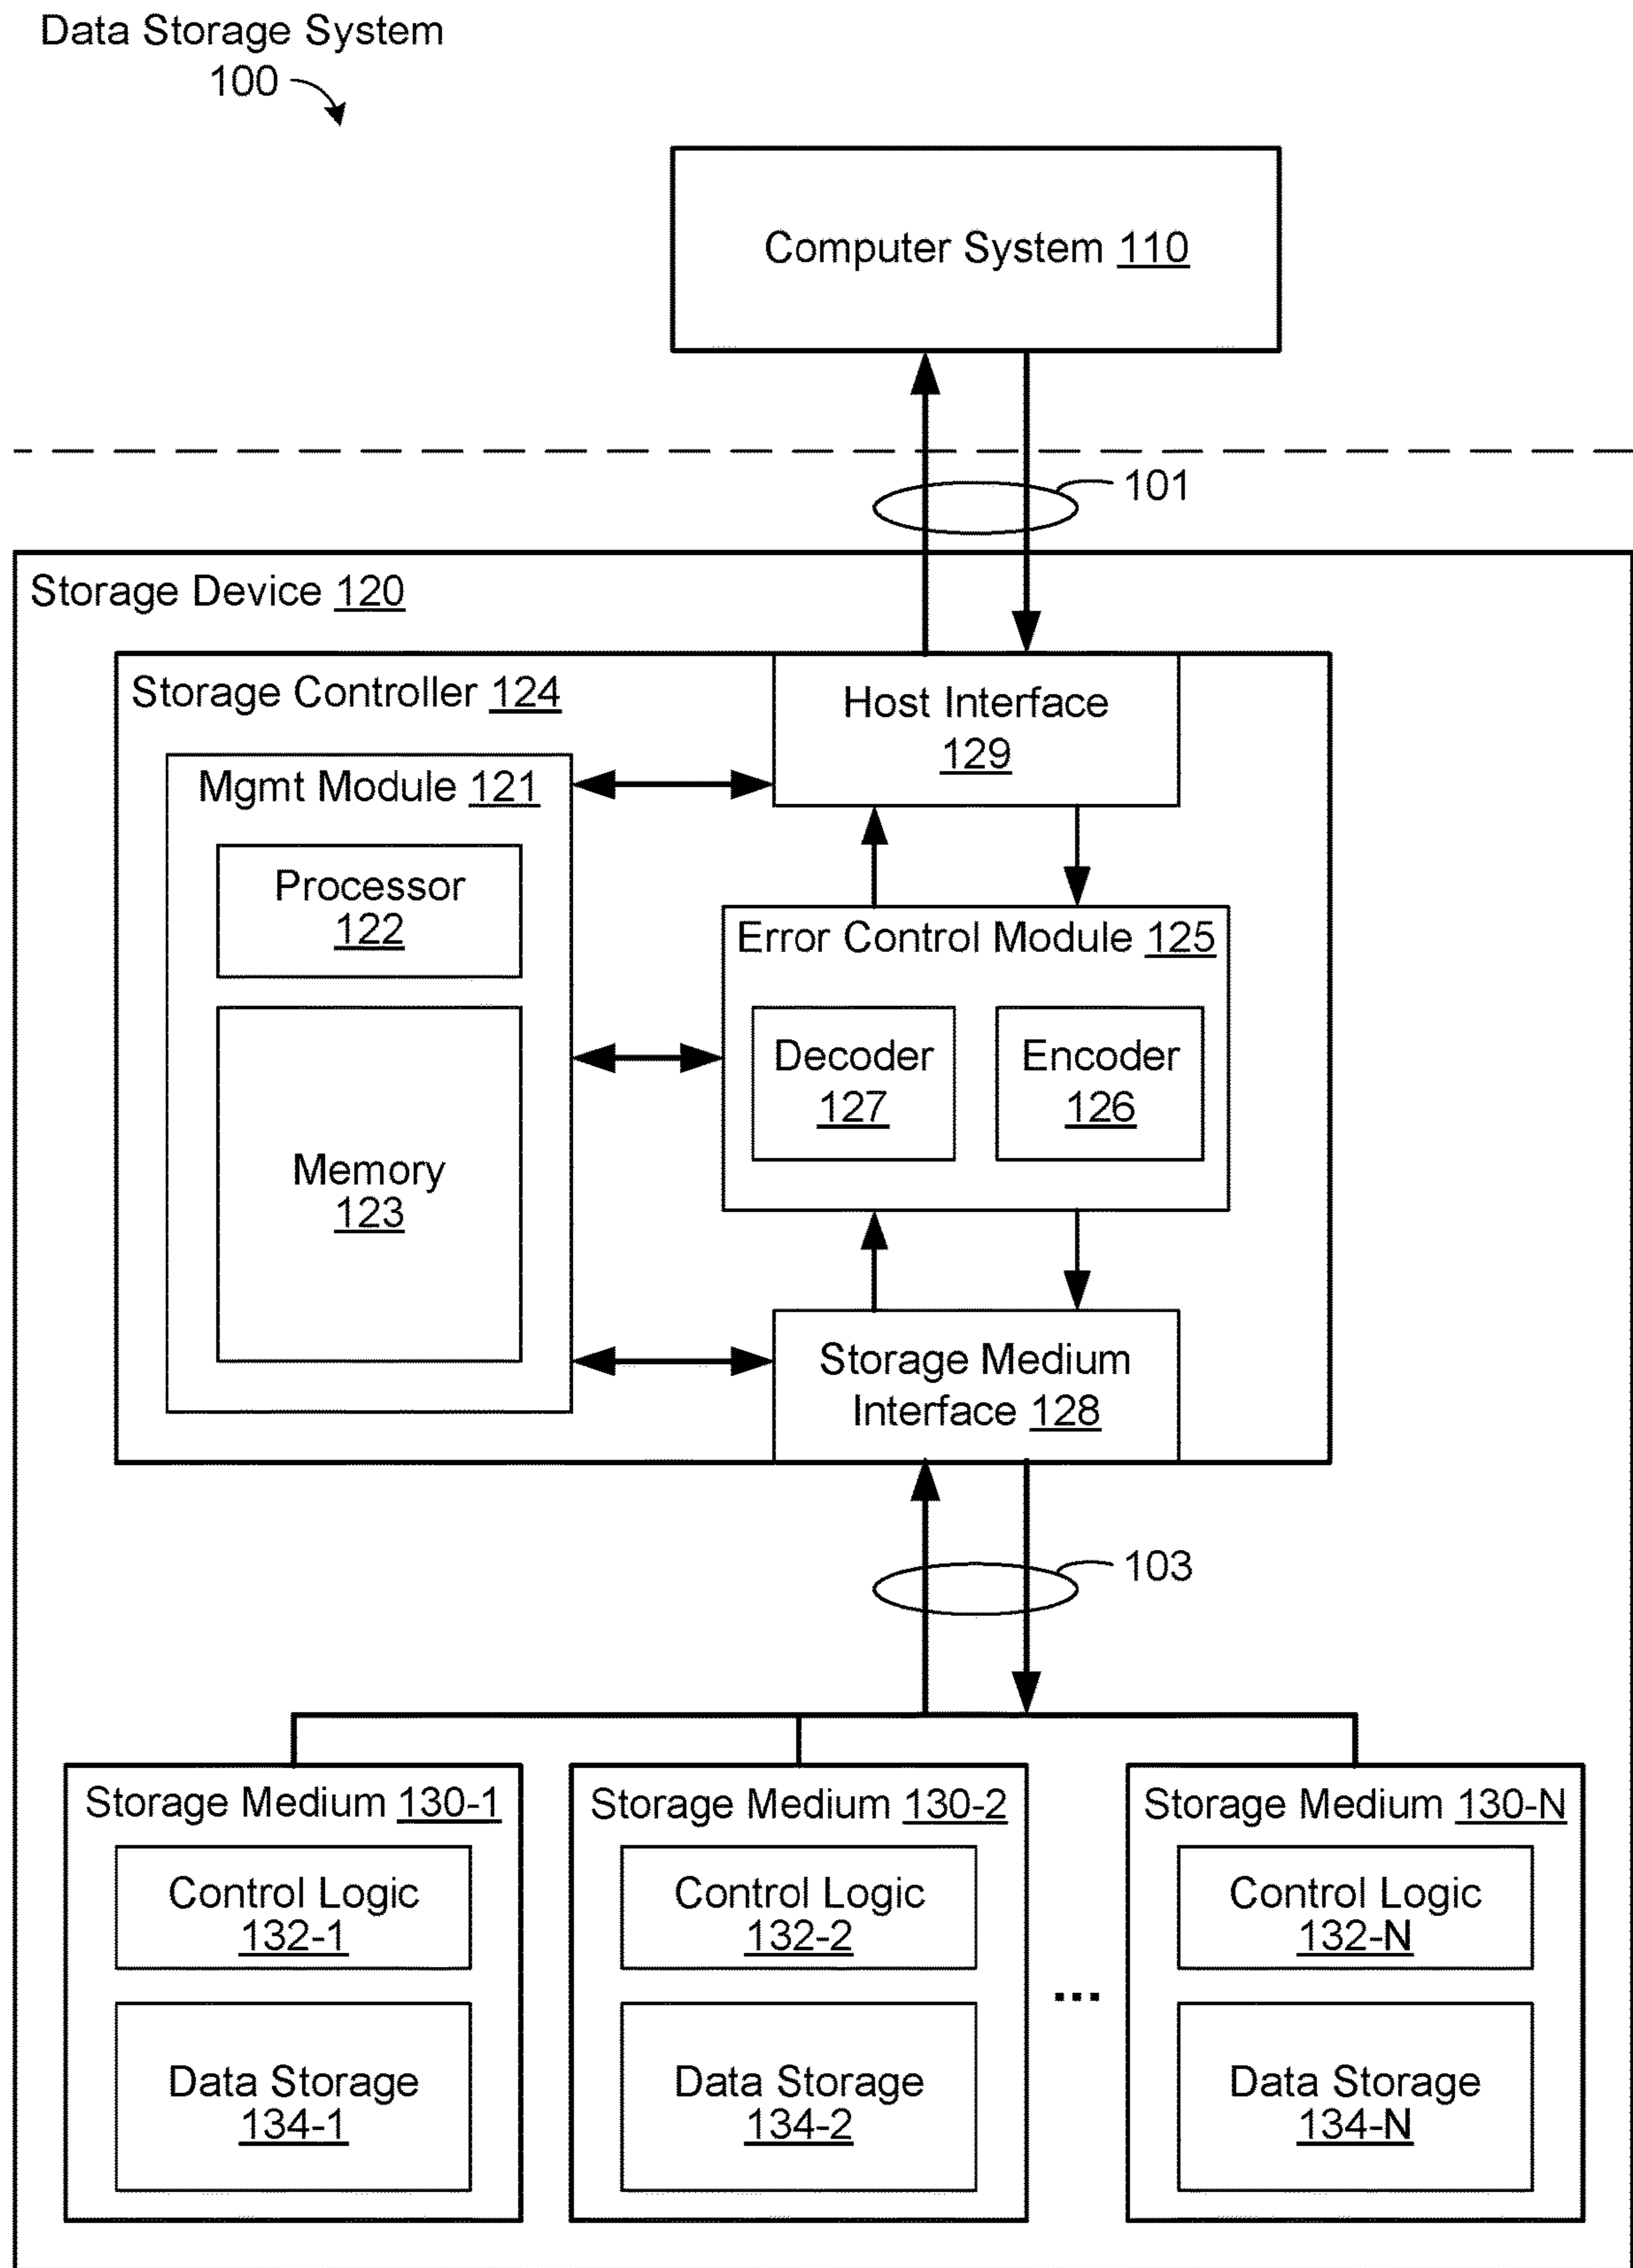 Data Storage System
100
Computer System 110
101
Storage Device 120
Storage Controller 124
Host Interface
129
Mgmt Module 121
Processor
122
Memory
123
Error Control Module 125
Decoder
127
Encoder
126
Storage Medium
Interface 128
103
Storage Medium 130-1
Control Logic
132-1
Data Storage
134-1
Storage Medium 130-2
Control Logic
132-2
Data Storage
134-2
...
Storage Medium 130-N
Control Logic
132-N
Data Storage
134-N